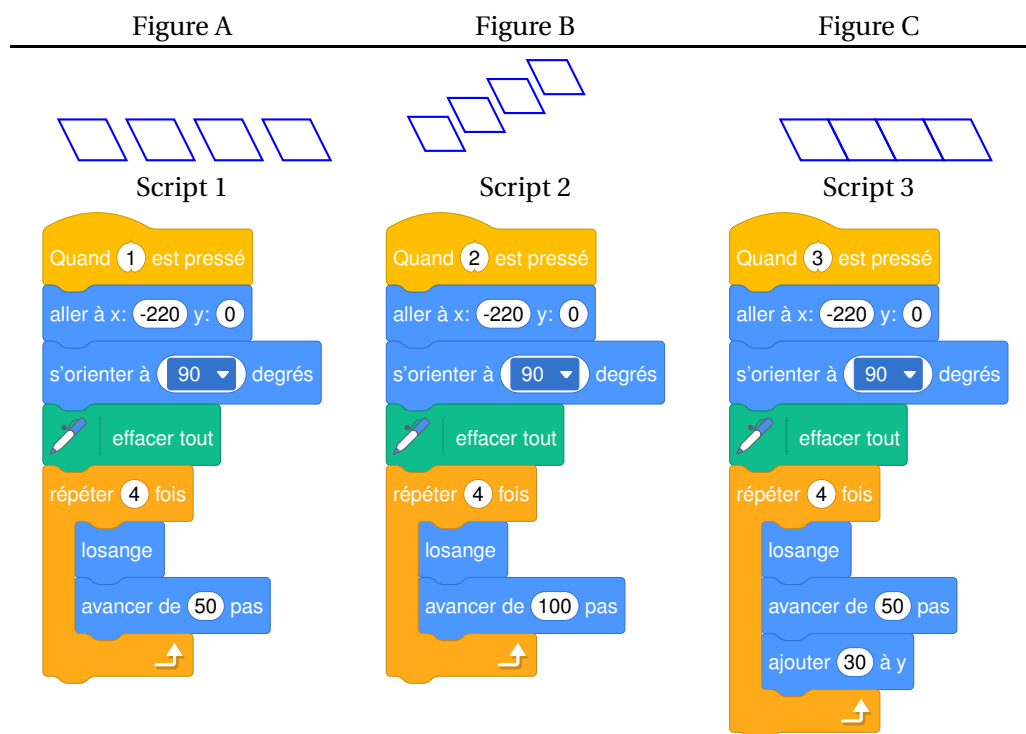 Figure A Figure B Figure C
Script 1 Script 2 Script 3
Quand 1 est pressé
aller à x: -220 y: 0
s'orienter à 90 degrés
effacer tout
répéter 4 fois
losange
avancer de 50 pas
Quand 2 est pressé
aller à x: -220 y: 0
s'orienter à 90 degrés
effacer tout
répéter 4 fois
losange
avancer de 100 pas
Quand 3 est pressé
aller à x: -220 y: 0
s'orienter à 90 degrés
effacer tout
répéter 4 fois
losange
avancer de 50 pas
ajouter 30 à y